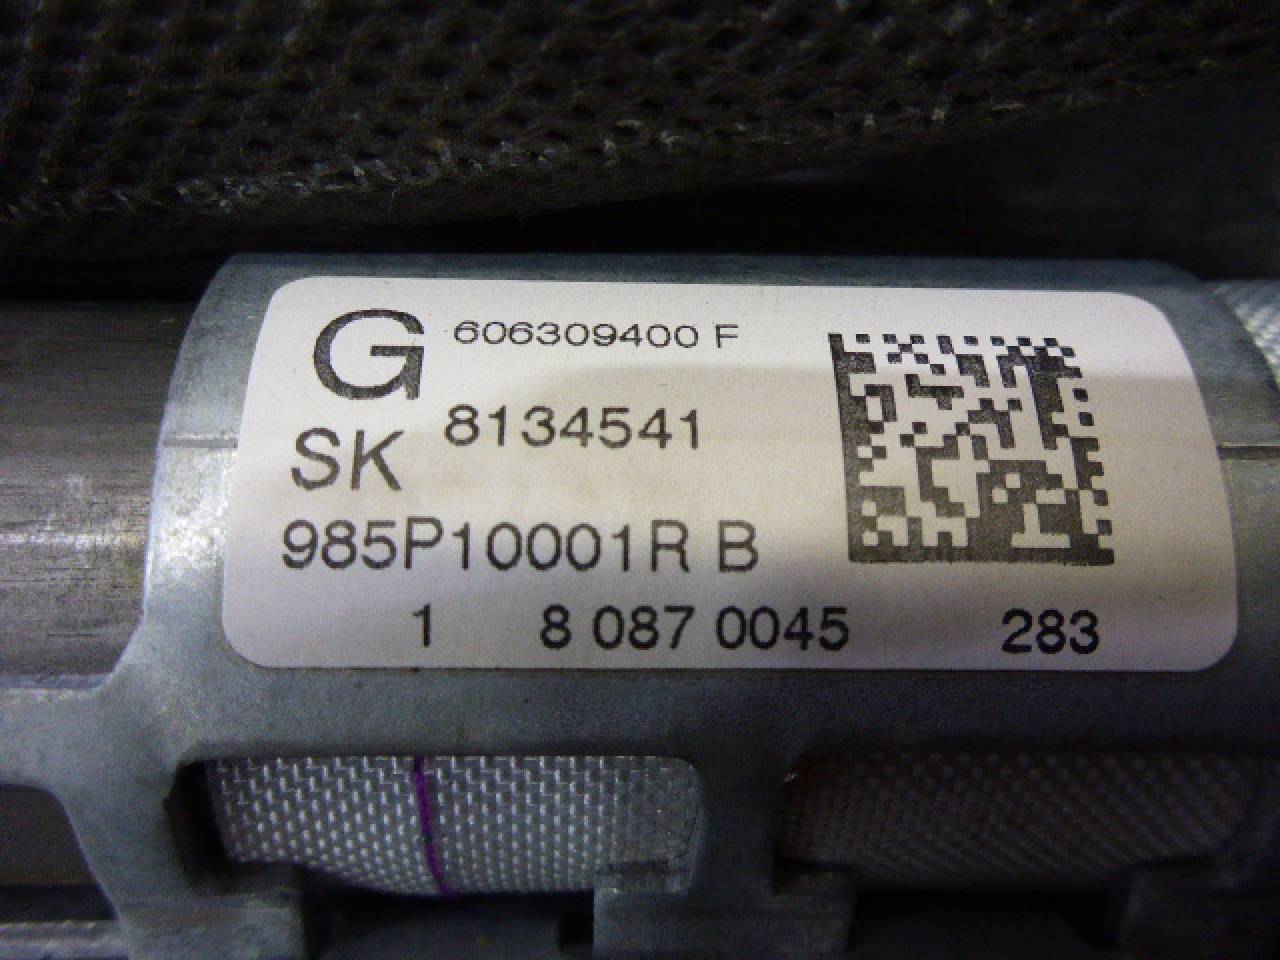 G 606309400 F
SK 8134541
985P10001R B
1 8 087 0045 283